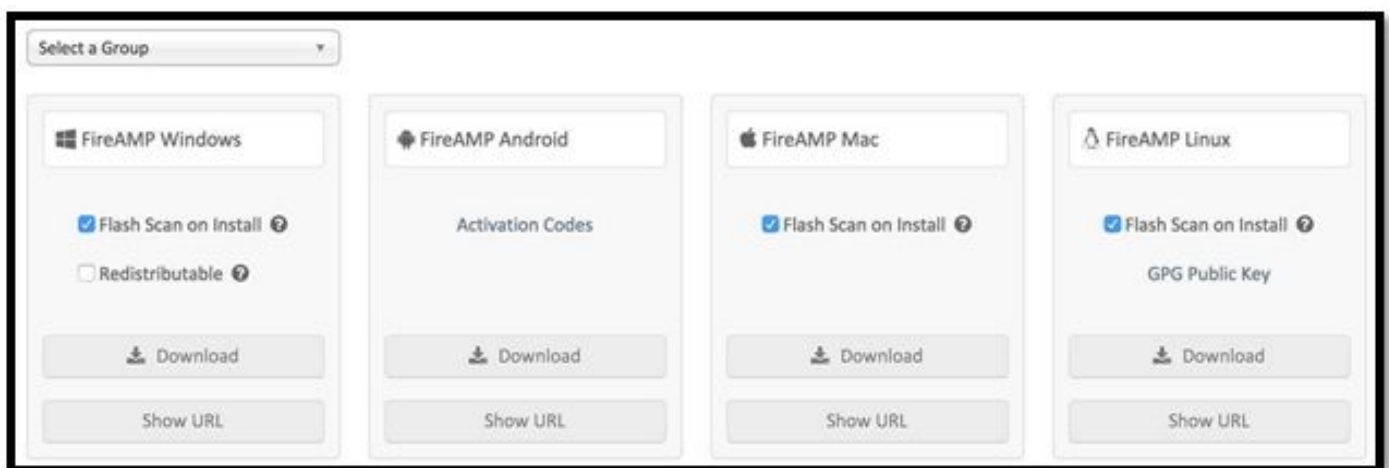 Select a Group
FireAMP Windows
Flash Scan on Install
Redistributable
Download
Show URL
FireAMP Android
Activation Codes
Download
Show URL
FireAMP Mac
Flash Scan on Install
Download
Show URL
FireAMP Linux
Flash Scan on Install
GPG Public Key
Download
Show URL